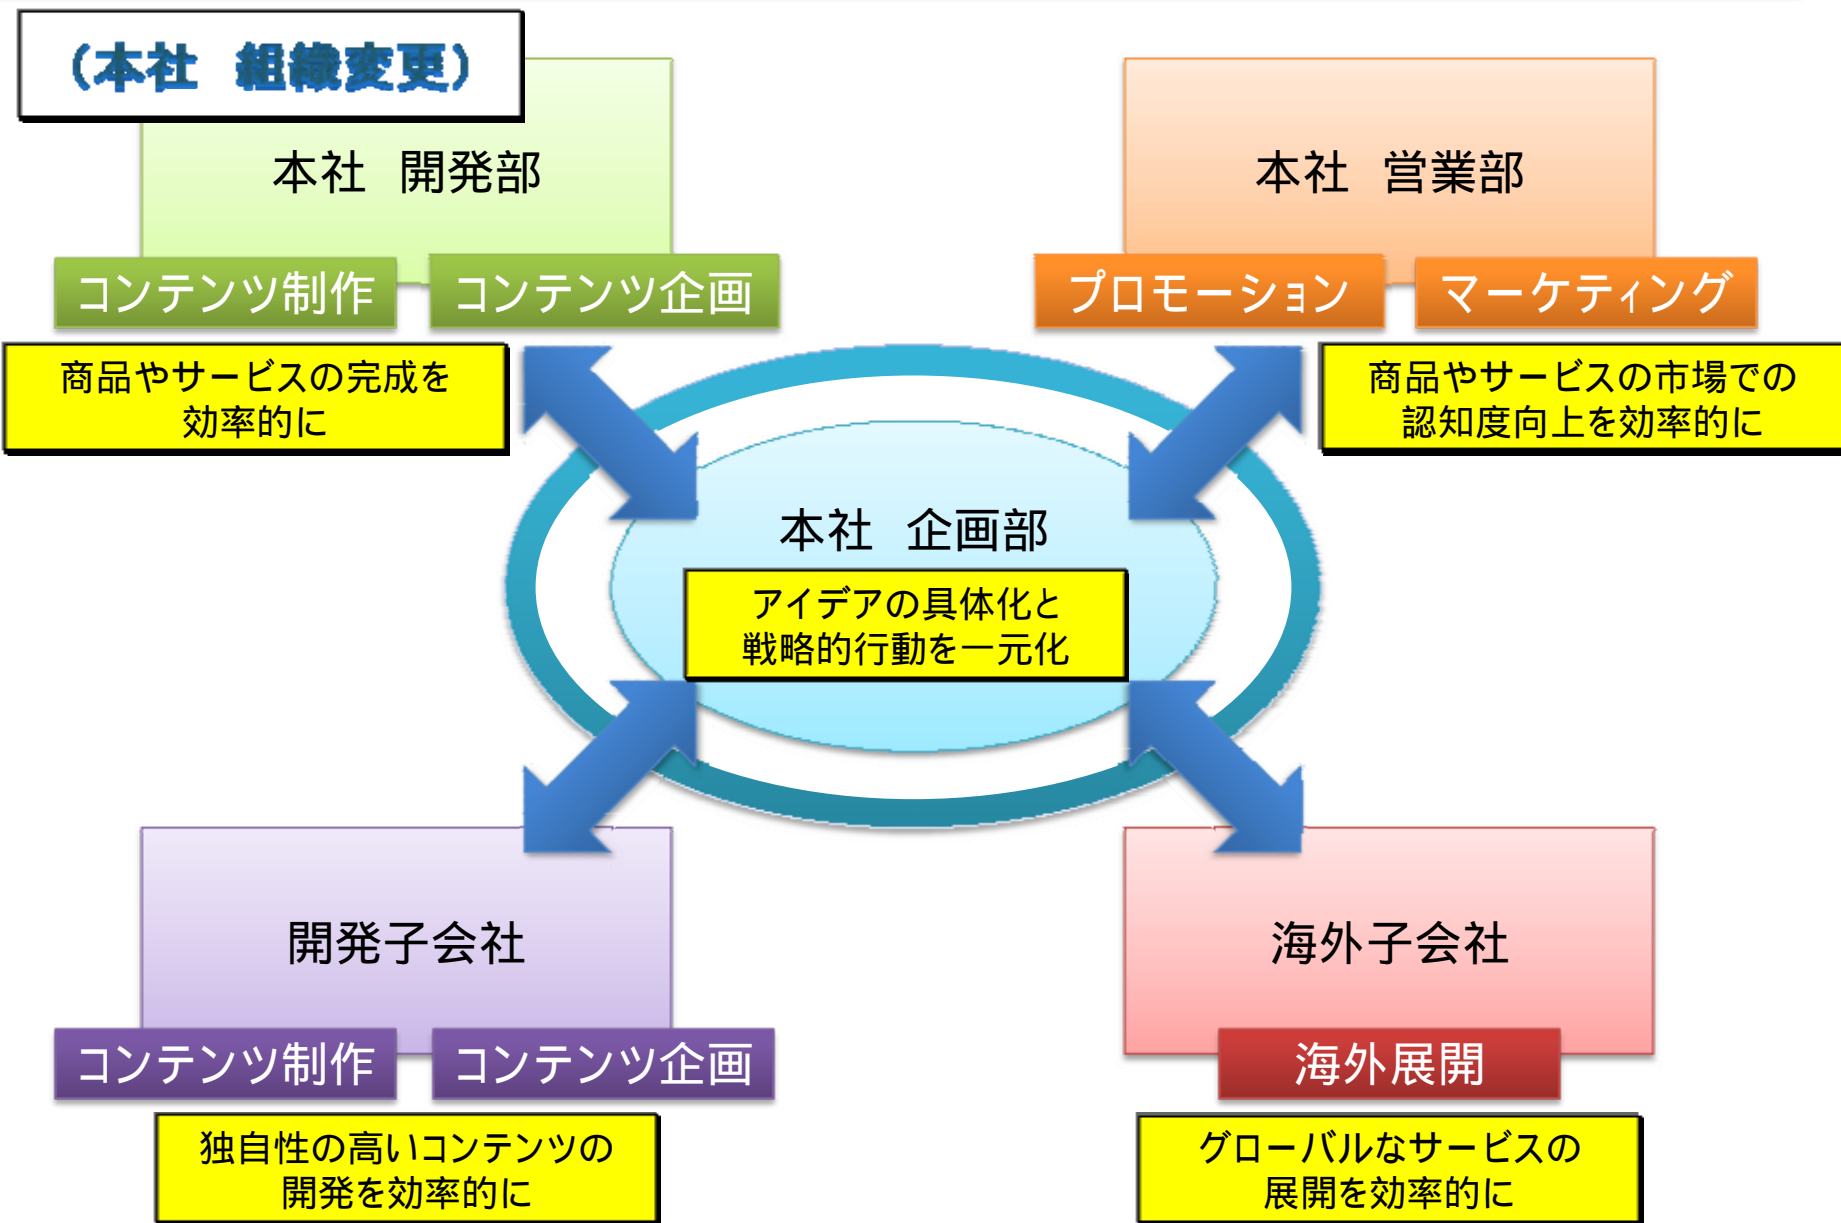 (本社　組織変更)
本社　開発部
コンテンツ制作
コンテンツ企画
商品やサービスの完成を
効率的に
本社　営業部
プロモーション
マーケティング
商品やサービスの市場での
認知度向上を効率的に
本社　企画部
アイデアの具体化と
戦略的行動を一元化
開発子会社
コンテンツ制作
コンテンツ企画
独自性の高いコンテンツの
開発を効率的に
海外子会社
海外展開
グローバルなサービスの
展開を効率的に